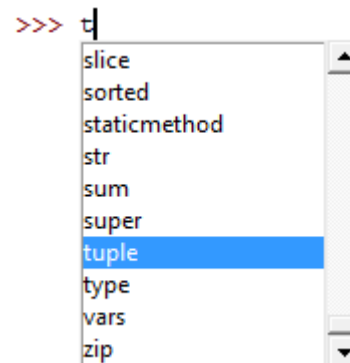 >>> t
slice
sorted
staticmethod
str
sum
super
tuple
type
vars
zip